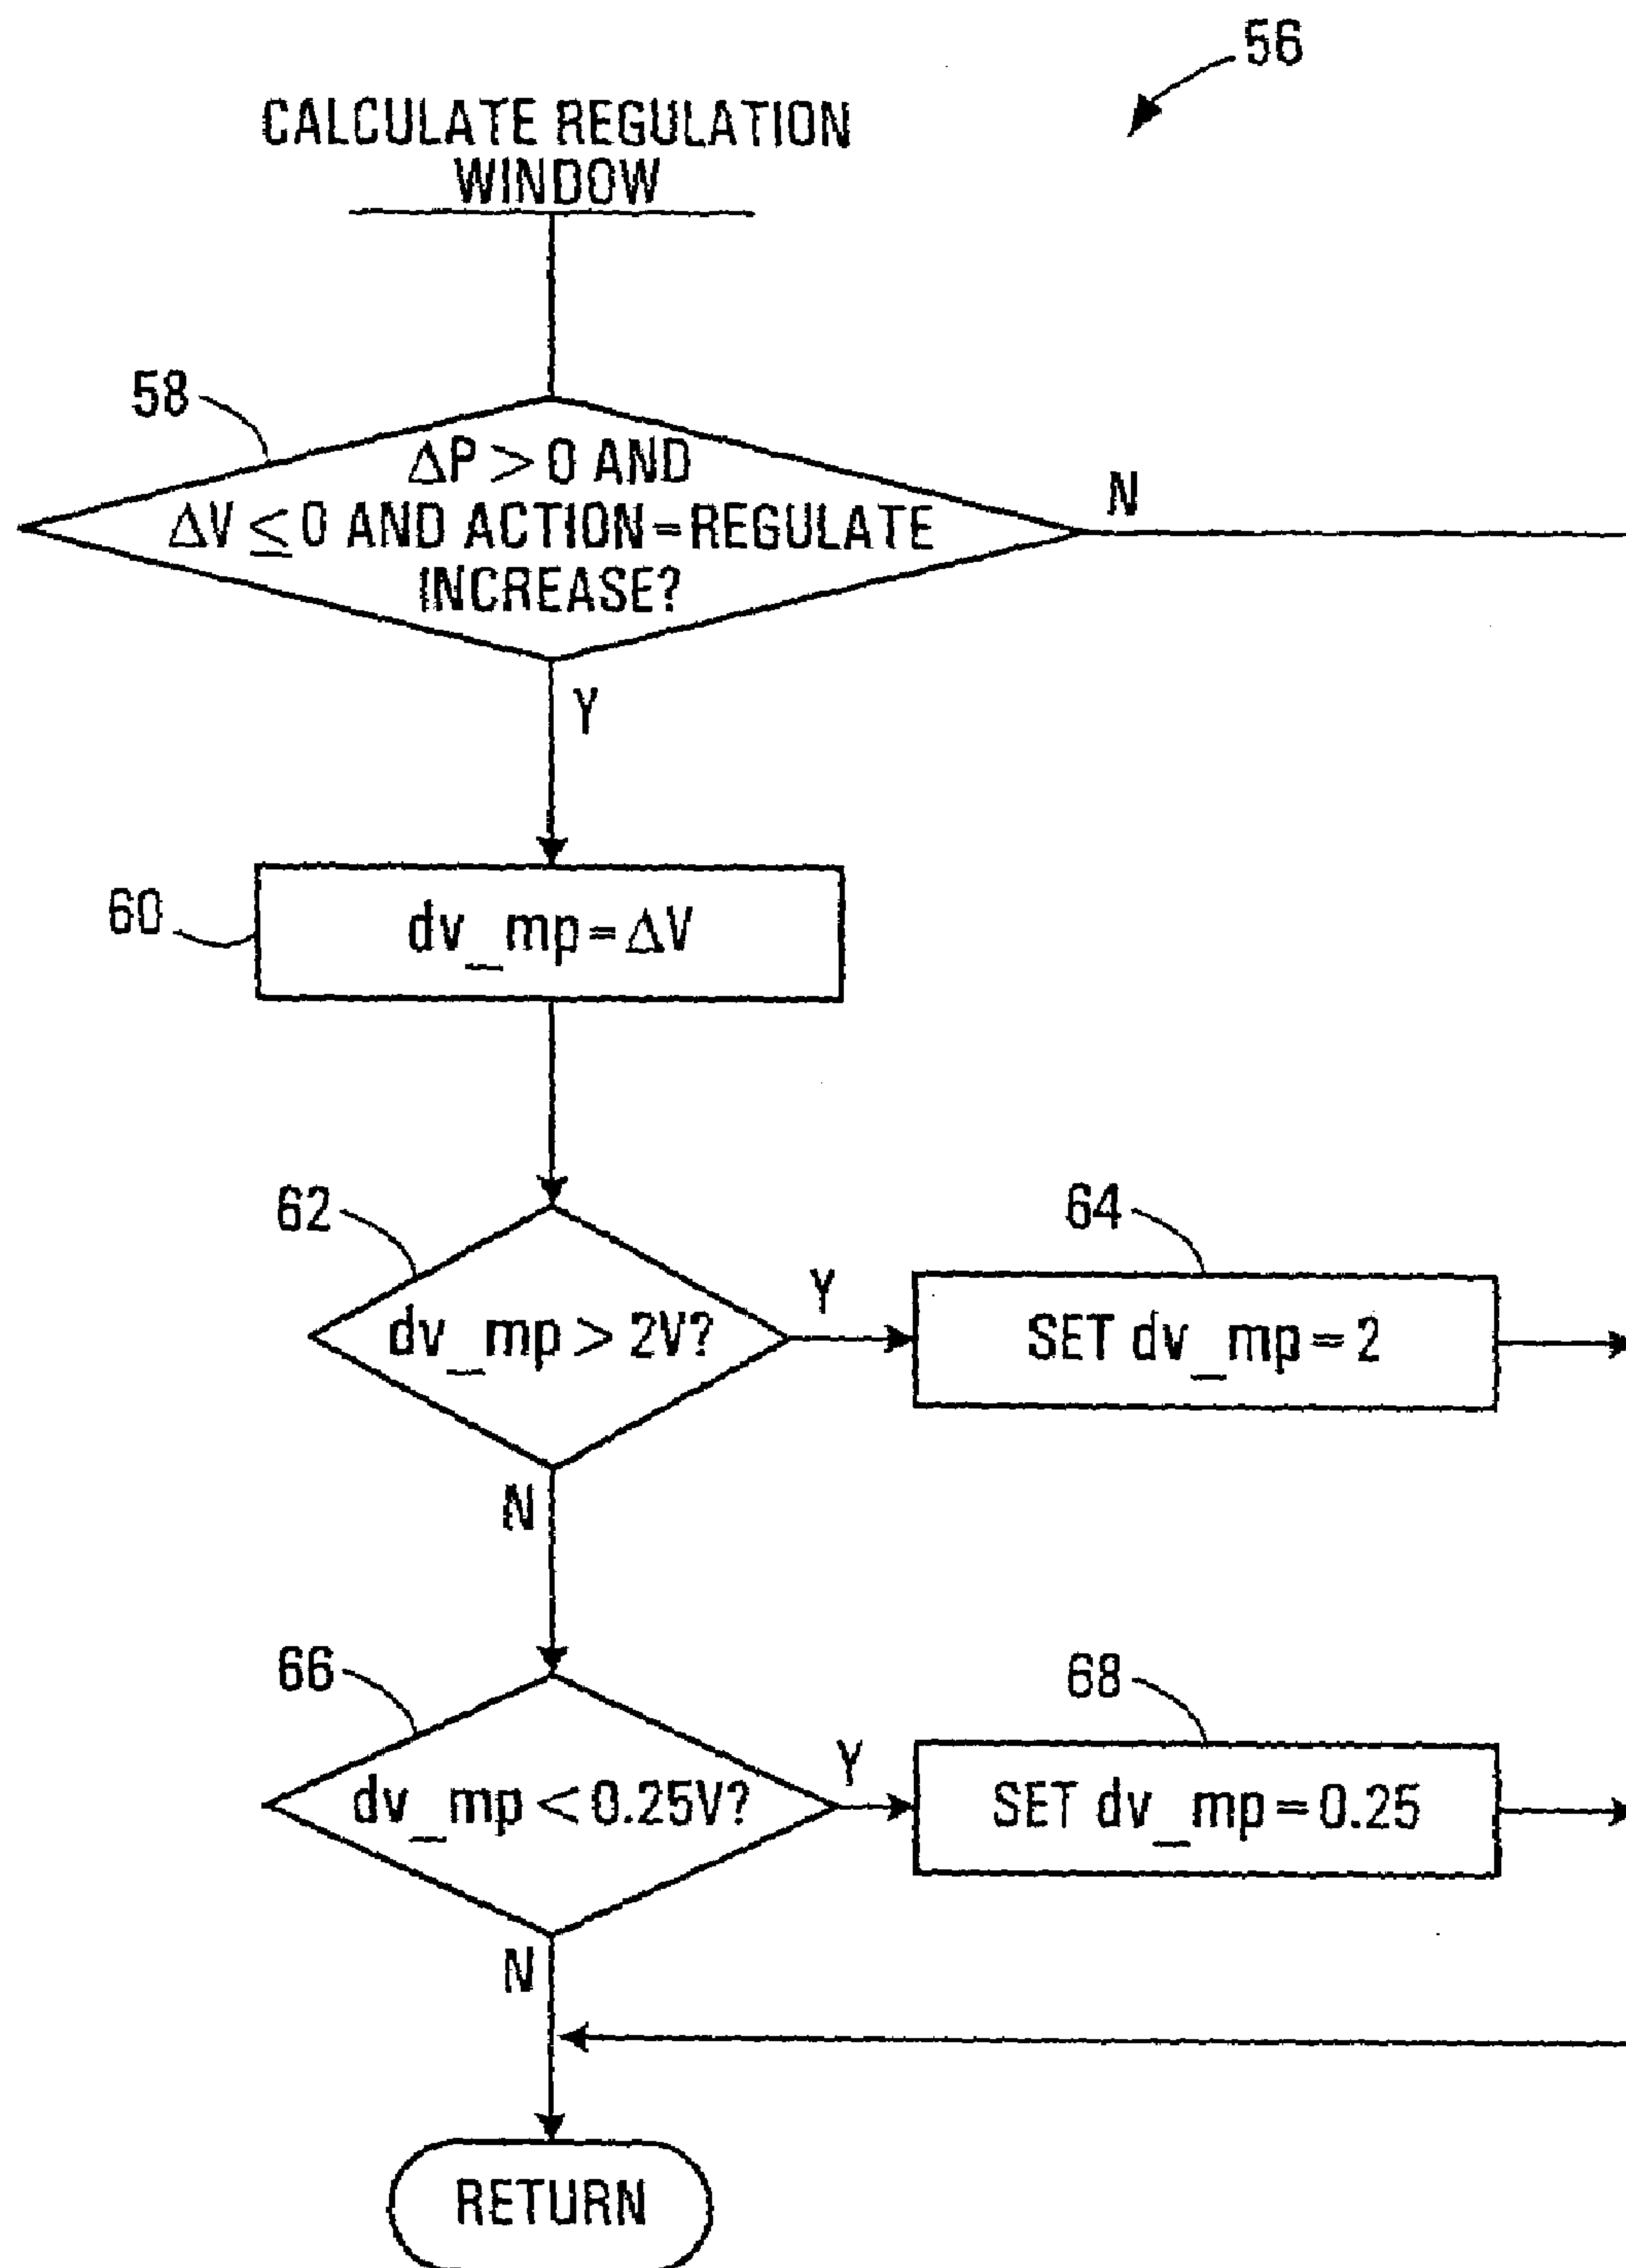 56
CALCULATE REGULATION
WINDOW
58
ΔP > 0 AND
ΔV ≤ 0 AND ACTION = REGULATE
INCREASE?
N
Y
60
dv_mp = ΔV
62
dv_mp > 2V?
Y
64
SET dv_mp = 2
N
66
dv_mp < 0.25V?
Y
68
SET dv_mp = 0.25
N
RETURN